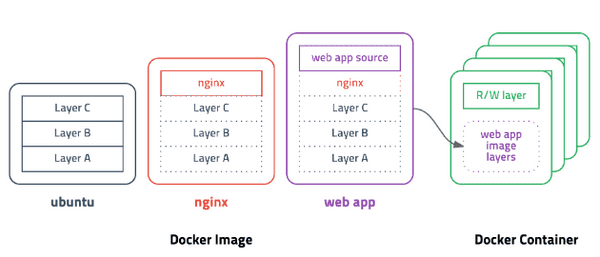 Layer C
Layer B
Layer A
ubuntu
nginx
Layer C
Layer B
Layer A
nginx
web app source
nginx
Layer C
Layer B
Layer A
web app
Docker Image
R/W layer
web app
image
layers
Docker Container